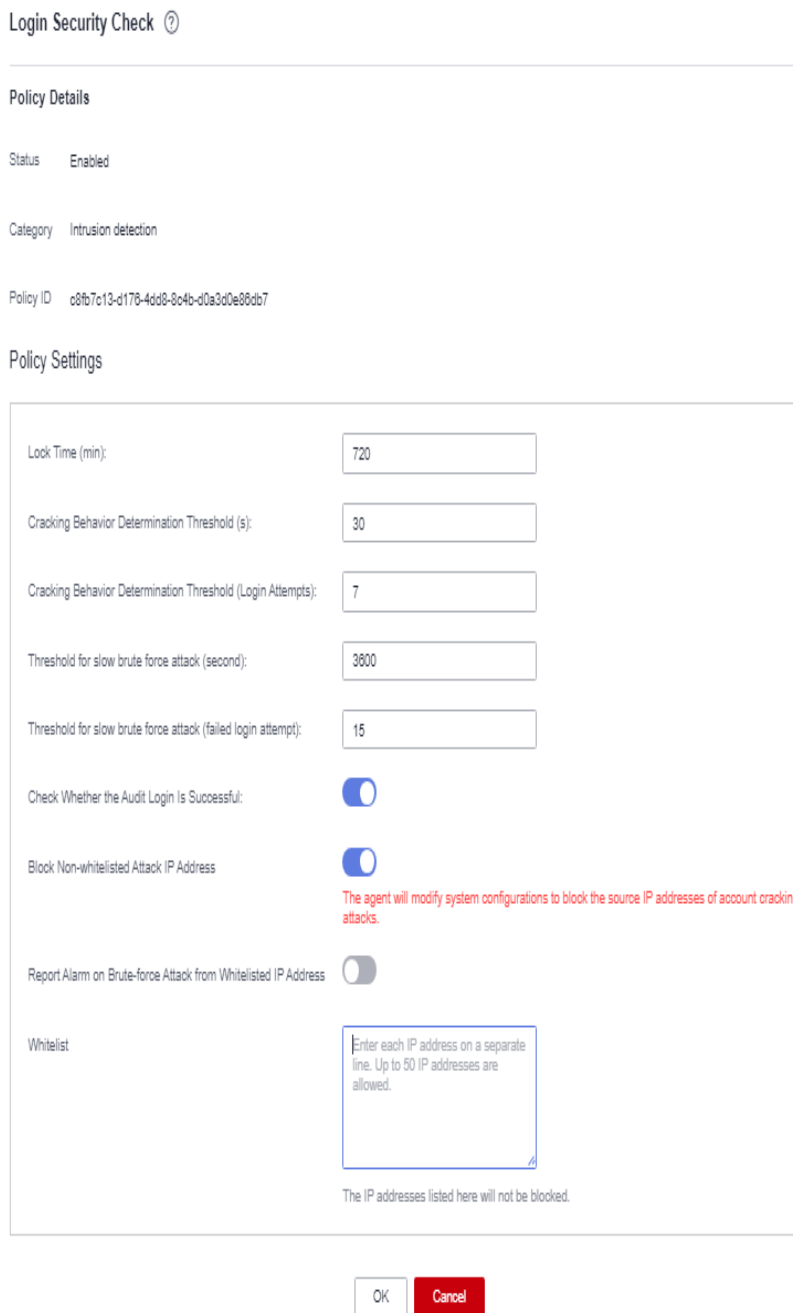 Login Security Check ?
Policy Details
Status Enabled
Category Intrusion detection
Policy ID c8fb7c13-d176-4dd8-8c4b-d0a3d0e86db7
Policy Settings
Lock Time (min): 720
Cracking Behavior Determination Threshold (s): 30
Cracking Behavior Determination Threshold (Login Attempts): 7
Threshold for slow brute force attack (second): 3600
Threshold for slow brute force attack (failed login attempt): 15
Check Whether the Audit Login Is Successful:
Block Non-whitelisted Attack IP Address
The agent will modify system configurations to block the source IP addresses of account crackin
attacks.
Report Alarm on Brute-force Attack from Whitelisted IP Address
Whitelist
Enter each IP address on a separate
line. Up to 50 IP addresses are
allowed.
The IP addresses listed here will not be blocked.
OK Cancel